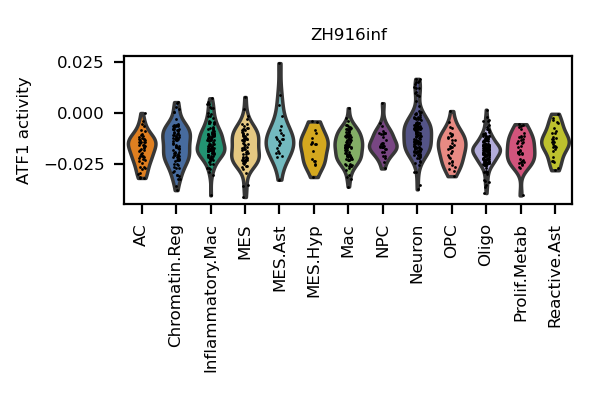 ZH916inf
ATF1 activity
0.025
0.000
−0.025
AC
Chromatin.Reg
Inflammatory.Mac
MES
MES.Ast
MES.Hyp
Mac
NPC
Neuron
OPC
Oligo
Prolif.Metab
Reactive.Ast